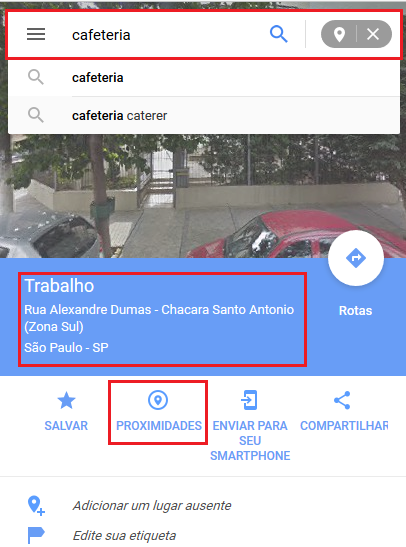 cafeteria
cafeteria
cafeteria caterer
Trabalho
Rua Alexandre Dumas - Chacara Santo Antonio
(Zona Sul)
São Paulo - SP
Rotas
SALVAR
PROXIMIDADES
ENVIAR PARA
SEU
SMARTPHONE
COMPARTILHAR
Adicionar um lugar ausente
Edite sua etiqueta